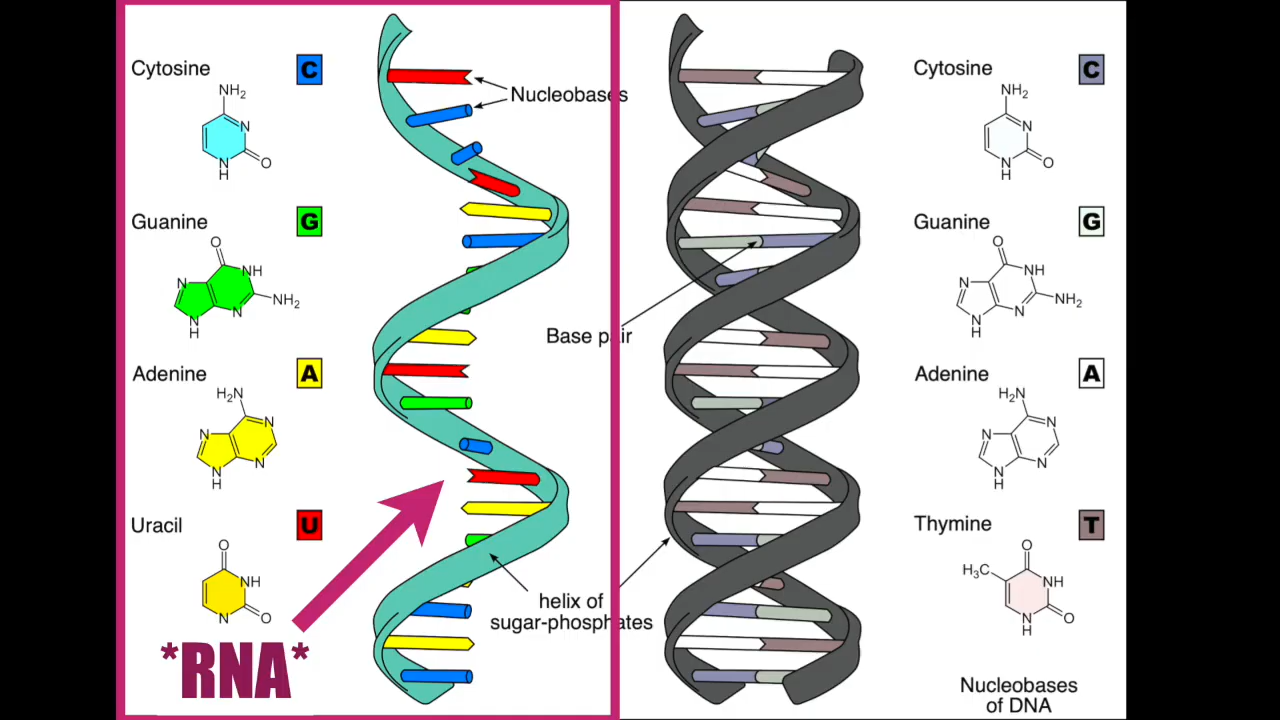 Cytosine
C
NH₂
N
O
N
H
Guanine
G
O
NH
N
NH₂
N
N
H
Adenine
A
H₂N
N
N
N
N
H
Uracil
U
O
NH
N
O
*RNA*
Nucleobases
Base pair
helix of
sugar-phosphates
Cytosine
C
NH₂
N
O
N
H
Guanine
G
O
NH
N
NH₂
N
N
H
Adenine
A
H₂N
N
N
N
N
H
Thymine
T
O
H₃C
NH
N
O
H
Nucleobases
of DNA